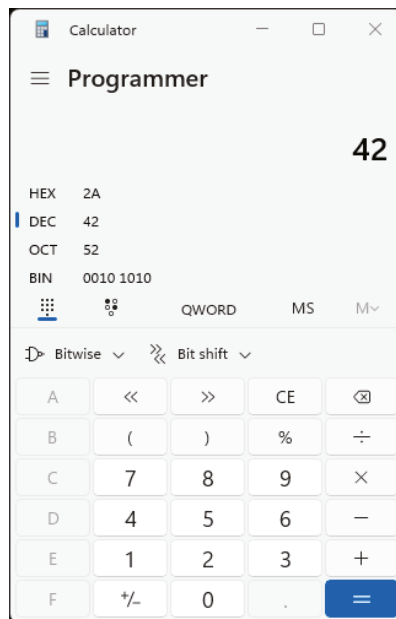 Calculator
Programmer
42
HEX 2A
DEC 42
OCT 52
BIN 0010 1010
QWORD MS M
Bitwise Bit shift
A << >> CE
B ( ) % ÷
C 7 8 9 ×
D 4 5 6 −
E 1 2 3 +
F +/− 0 . =